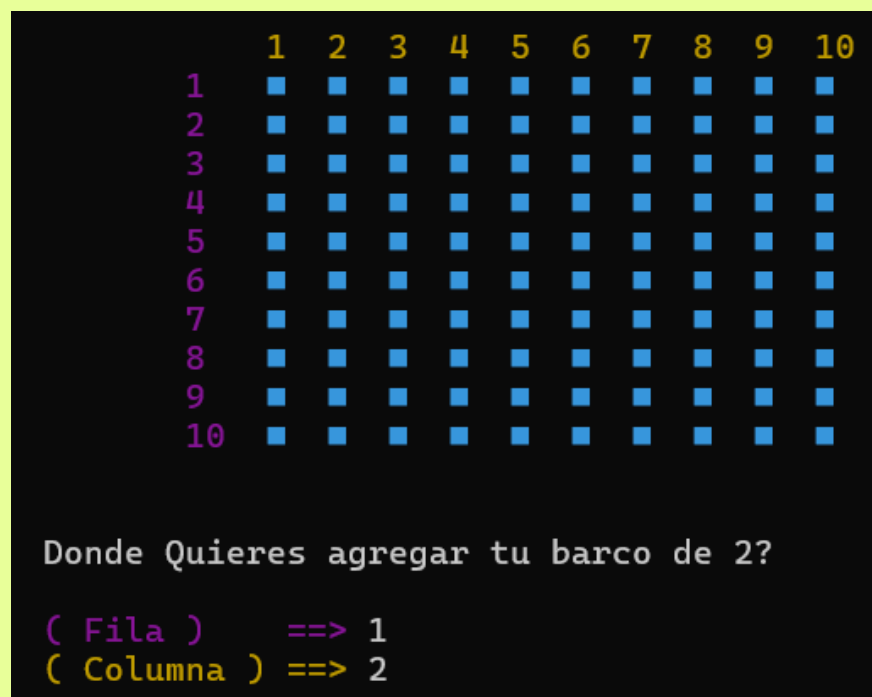 1 2 3 4 5 6 7 8 9 10
1 ■ ■ ■ ■ ■ ■ ■ ■ ■ ■
2 ■ ■ ■ ■ ■ ■ ■ ■ ■ ■
3 ■ ■ ■ ■ ■ ■ ■ ■ ■ ■
4 ■ ■ ■ ■ ■ ■ ■ ■ ■ ■
5 ■ ■ ■ ■ ■ ■ ■ ■ ■ ■
6 ■ ■ ■ ■ ■ ■ ■ ■ ■ ■
7 ■ ■ ■ ■ ■ ■ ■ ■ ■ ■
8 ■ ■ ■ ■ ■ ■ ■ ■ ■ ■
9 ■ ■ ■ ■ ■ ■ ■ ■ ■ ■
10 ■ ■ ■ ■ ■ ■ ■ ■ ■ ■
Donde Quieres agregar tu barco de 2?
( Fila ) ==> 1
( Columna ) ==> 2